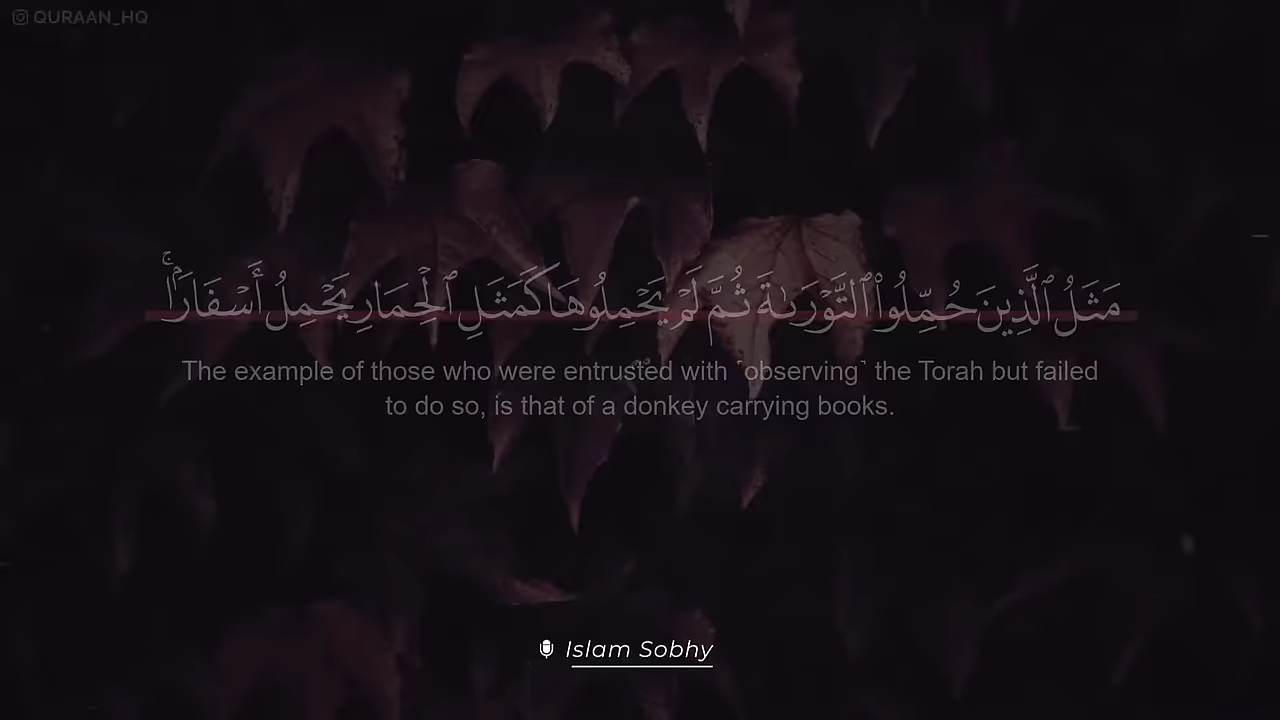 QURAAN_HQ
مَثَلُ ٱلَّذِينَ حُمِّلُوا۟ ٱلتَّوْرَىٰةَ ثُمَّ لَمْ يَحْمِلُوهَا كَمَثَلِ ٱلْحِمَارِ يَحْمِلُ أَسْفَارًۢا ۚ
The example of those who were entrusted with ˹observing˺ the Torah but failed
to do so, is that of a donkey carrying books.
Islam Sobhy